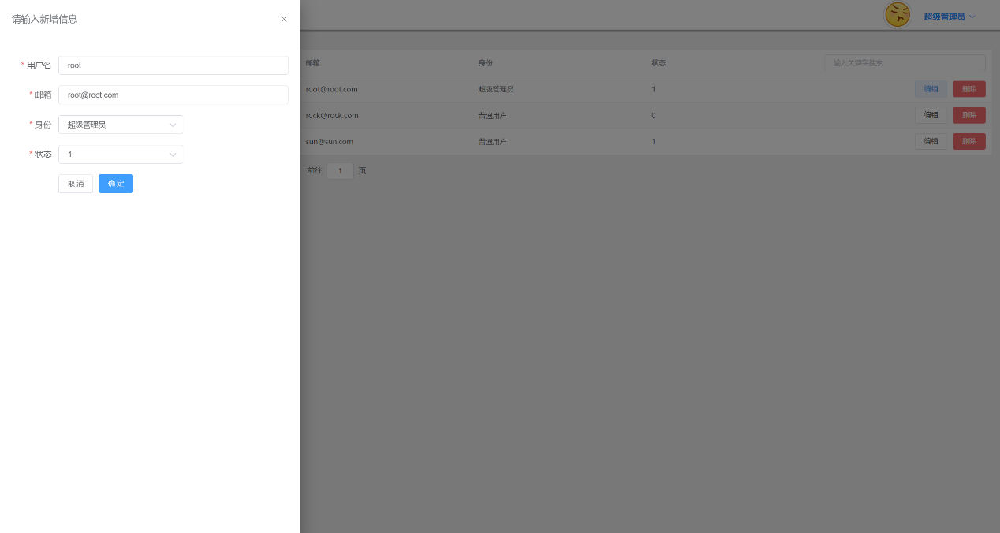 请输入新增信息
超级管理员
* 用户名 root
* 邮箱 root@root.com
* 身份 超级管理员
* 状态 1
取 消 确 定
邮箱 身份 状态 输入关键字搜索
root@root.com 超级管理员 1 编辑 删除
rock@rock.com 普通用户 0 编辑 删除
sun@sun.com 普通用户 1 编辑 删除
前往 1 页